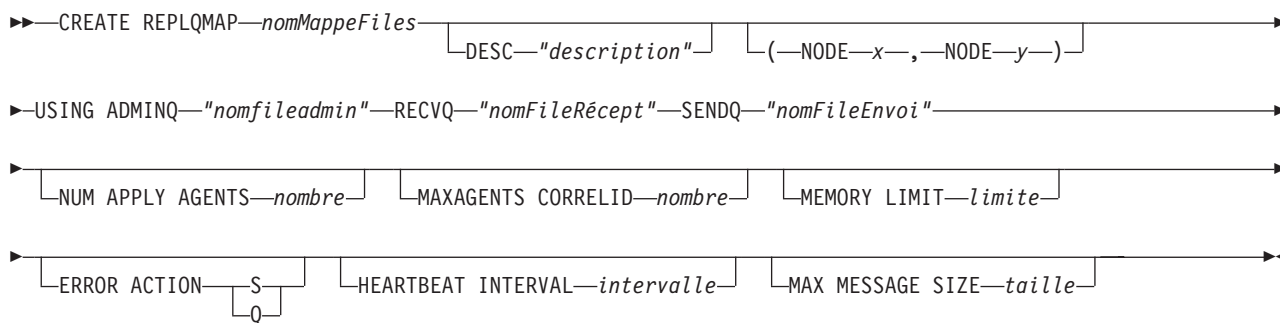 CREATE REPLQMAP nomMappeFiles
DESC "description" ( NODE x , NODE y )
USING ADMINQ "nomfileadmin" RECVQ "nomFileRécept" SENDQ "nomFileEnvoi"
NUM APPLY AGENTS nombre MAXAGENTS CORRELID nombre MEMORY LIMIT limite
ERROR ACTION S HEARTBEAT INTERVAL intervalle MAX MESSAGE SIZE taille
Q